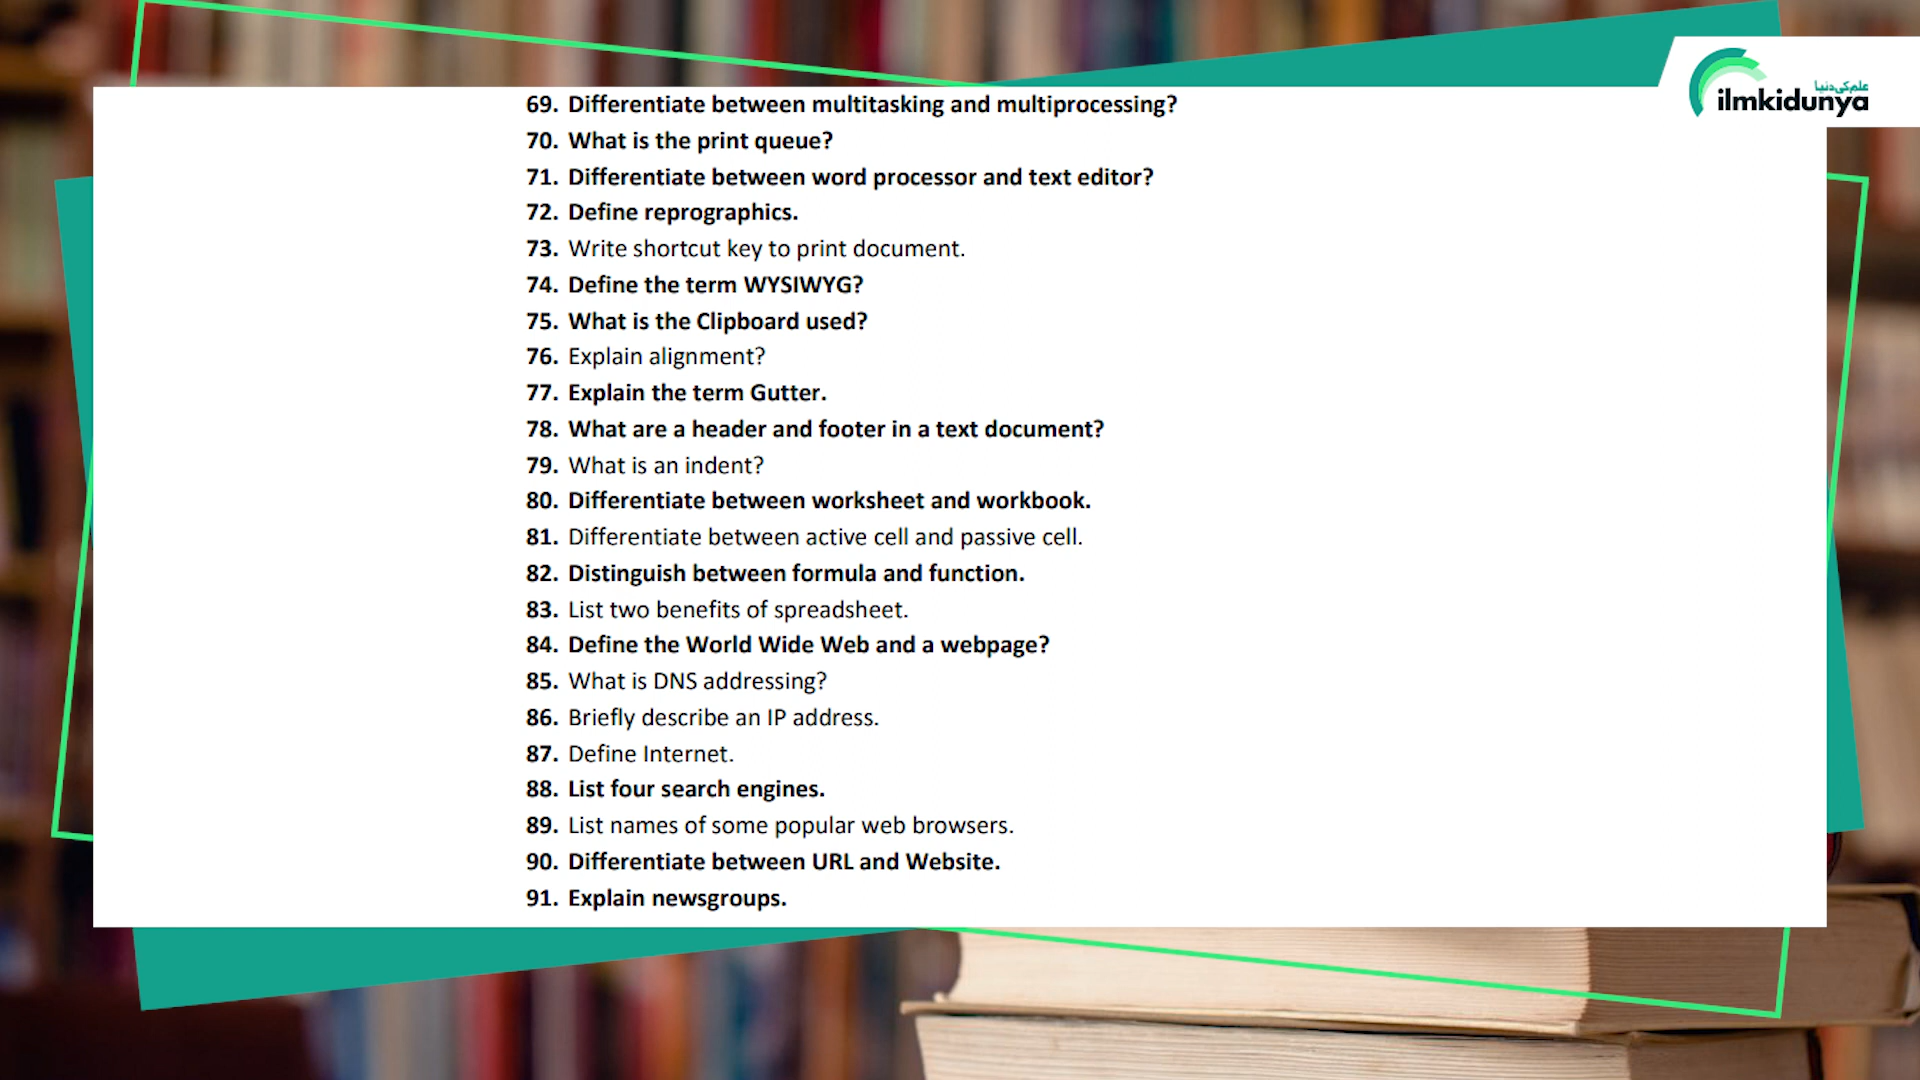 علم کی دنیا
ilmkidunya
69. Differentiate between multitasking and multiprocessing?
70. What is the print queue?
71. Differentiate between word processor and text editor?
72. Define reprographics.
73. Write shortcut key to print document.
74. Define the term WYSIWYG?
75. What is the Clipboard used?
76. Explain alignment?
77. Explain the term Gutter.
78. What are a header and footer in a text document?
79. What is an indent?
80. Differentiate between worksheet and workbook.
81. Differentiate between active cell and passive cell.
82. Distinguish between formula and function.
83. List two benefits of spreadsheet.
84. Define the World Wide Web and a webpage?
85. What is DNS addressing?
86. Briefly describe an IP address.
87. Define Internet.
88. List four search engines.
89. List names of some popular web browsers.
90. Differentiate between URL and Website.
91. Explain newsgroups.